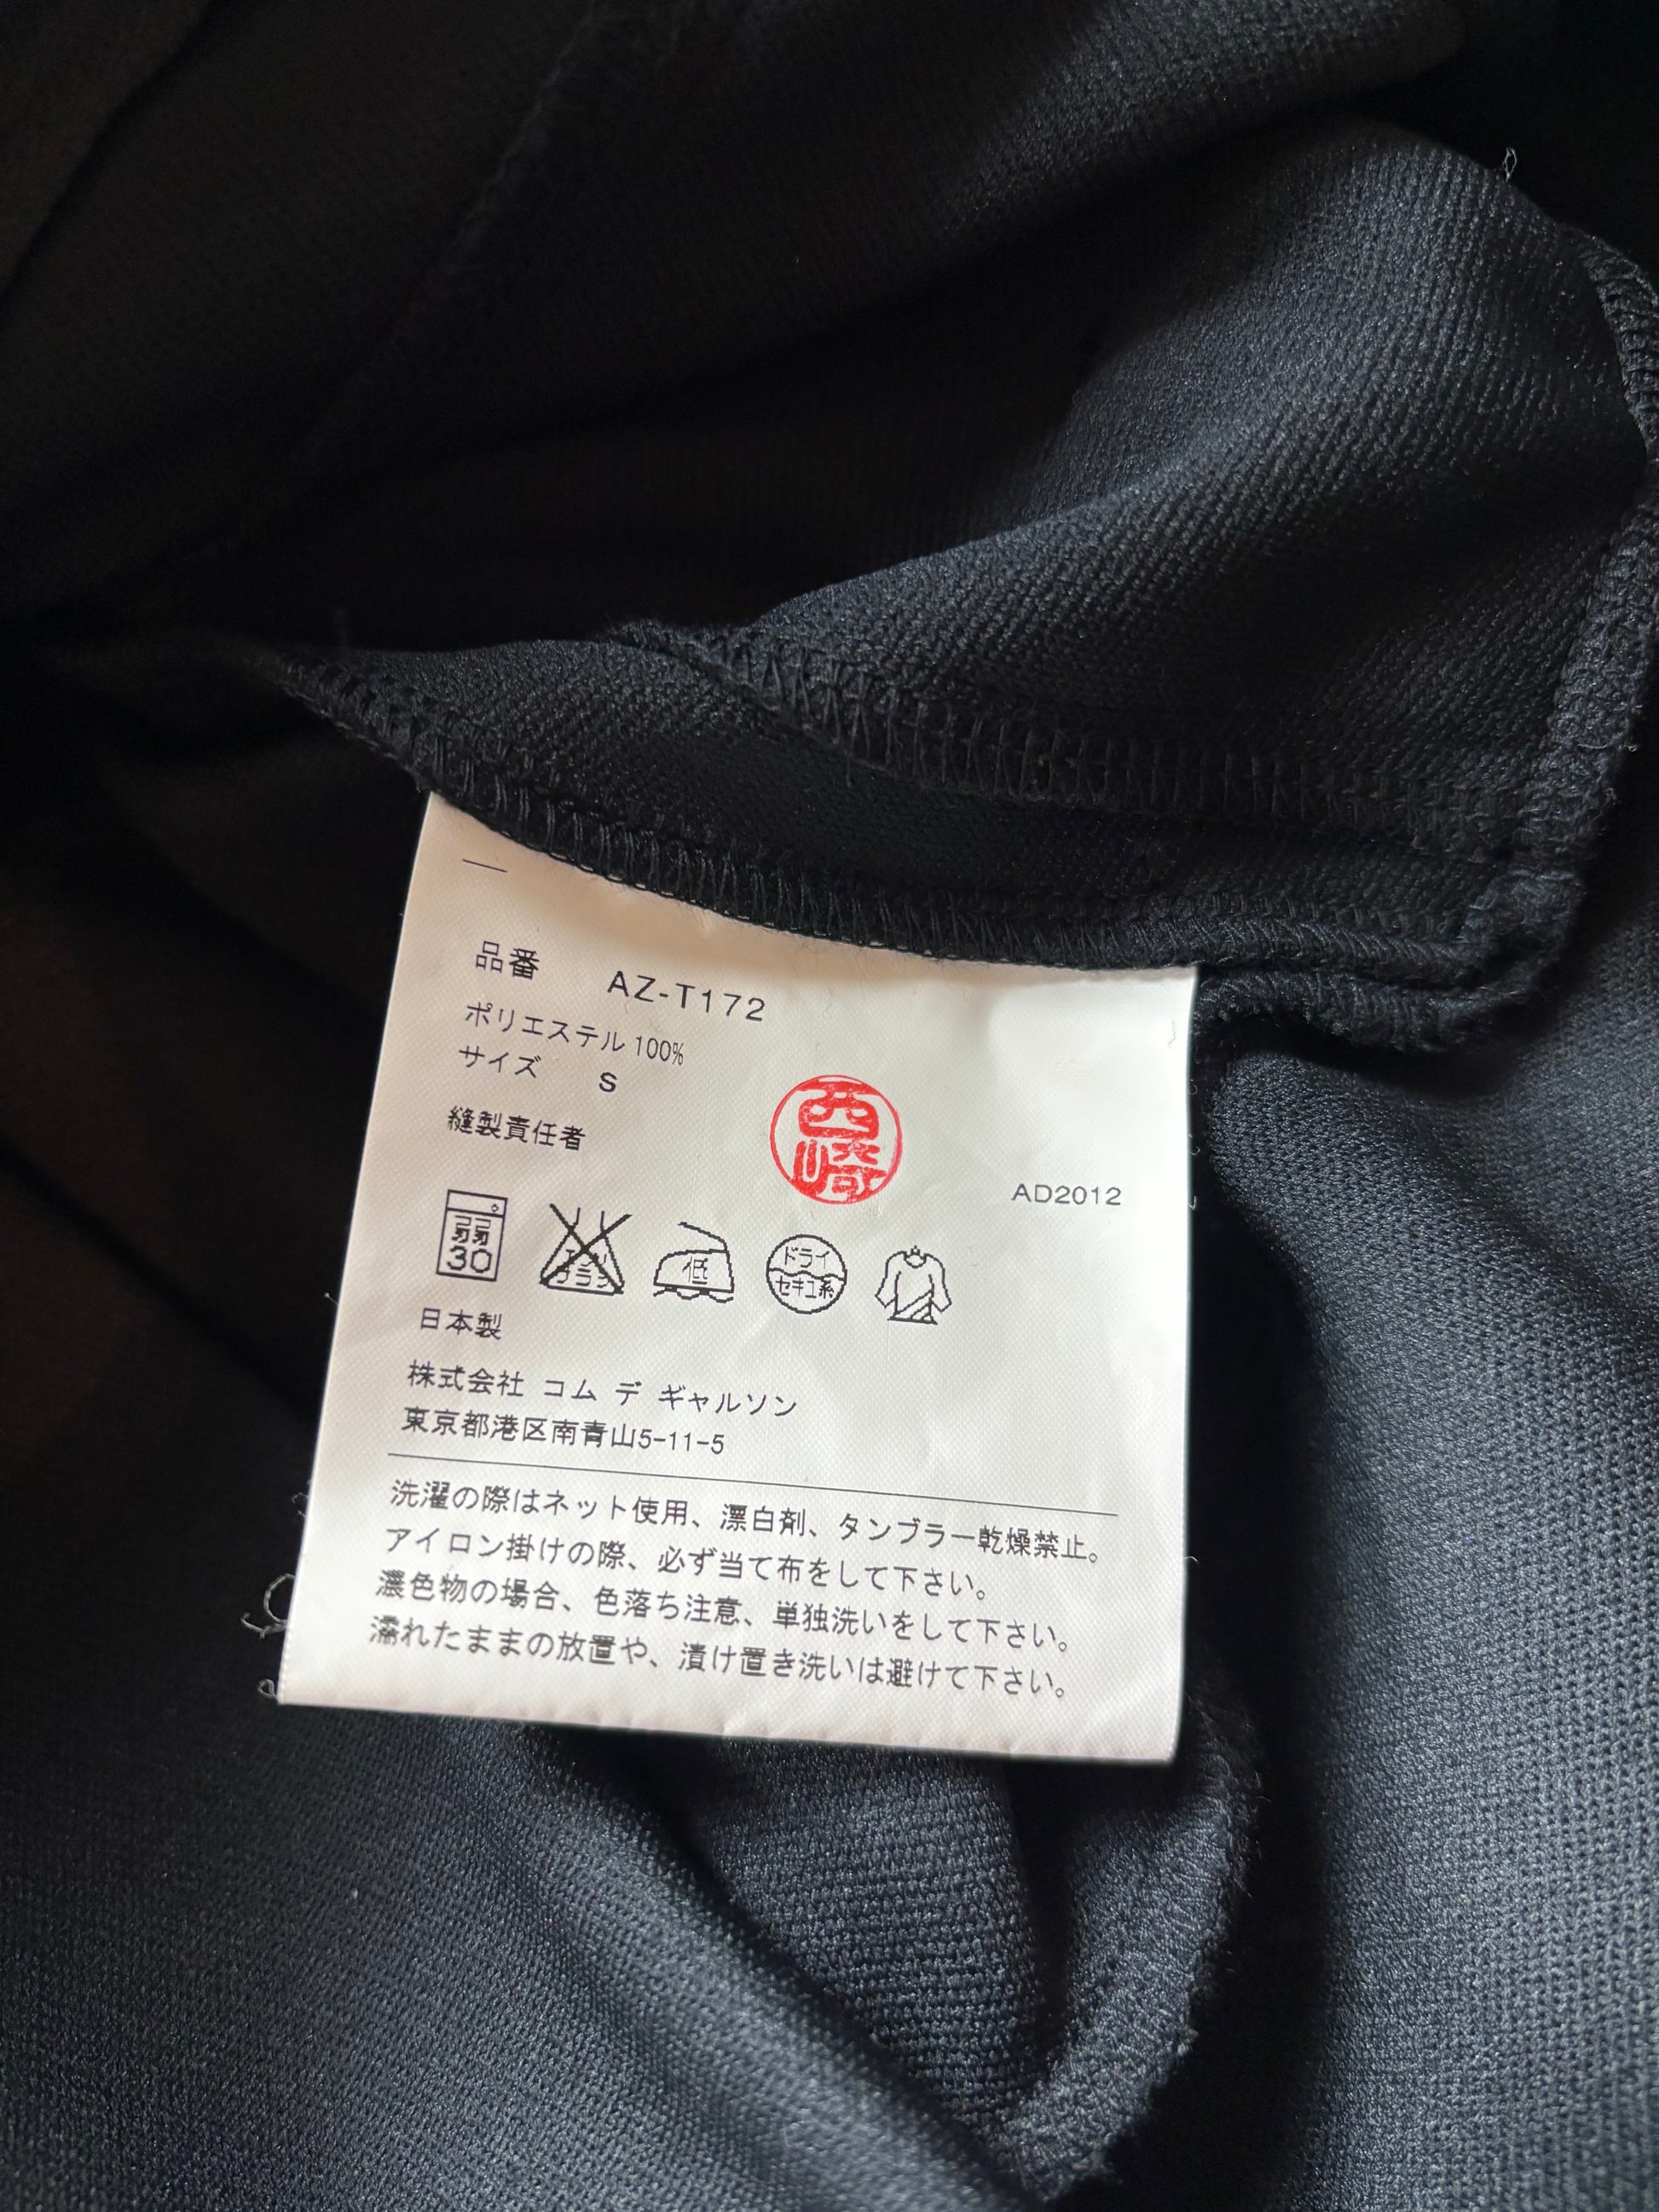 品番 AZ-T172
ポリエステル 100%
サイズ S
縫製責任者
西崎
AD2012
弱
30
エンソ
サラシ
低
ドライ
セキユ系
日本製
株式会社 コム デ ギャルソン
東京都港区南青山5-11-5
洗濯の際はネット使用、漂白剤、タンブラー乾燥禁止。
アイロン掛けの際、必ず当て布をして下さい。
濃色物の場合、色落ち注意、単独洗いをして下さい。
濡れたままの放置や、漬け置き洗いは避けて下さい。